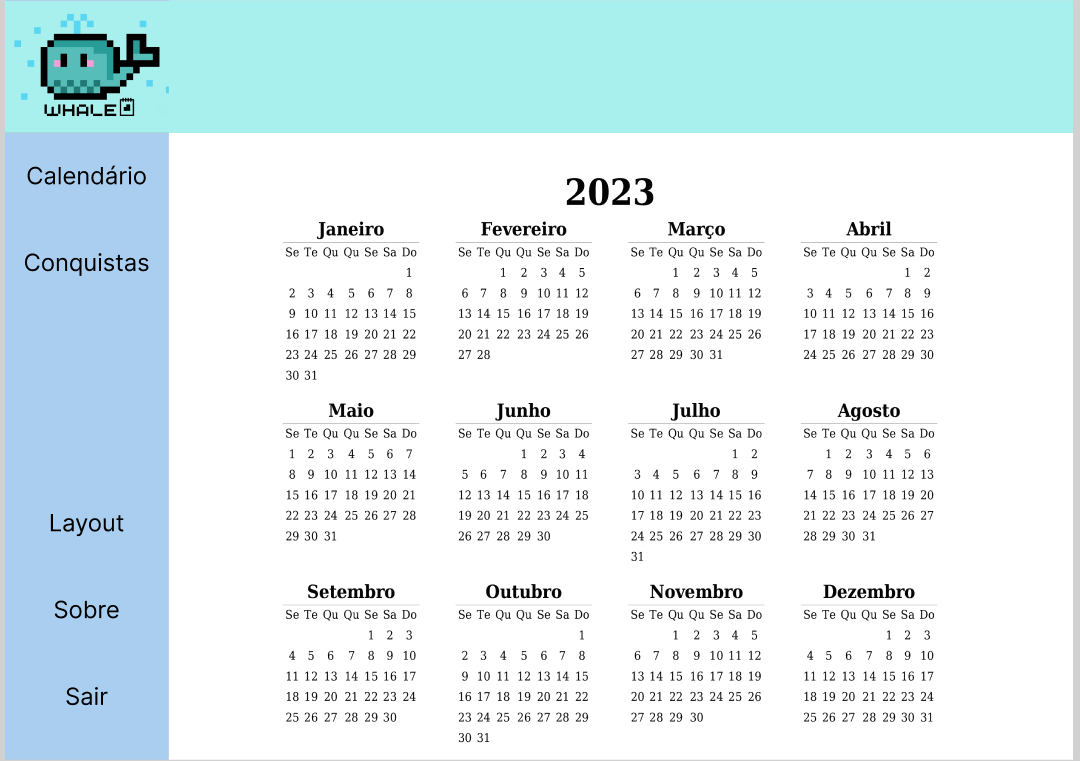 WHALE
Calendário
Conquistas
Layout
Sobre
Sair
2023
Janeiro Fevereiro Março Abril
Se Te Qu Qu Se Sa Do Se Te Qu Qu Se Sa Do Se Te Qu Qu Se Sa Do Se Te Qu Qu Se Sa Do
1 1 2 3 4 5 1 2 3 4 5 1 2
2 3 4 5 6 7 8 6 7 8 9 10 11 12 6 7 8 9 10 11 12 3 4 5 6 7 8 9
9 10 11 12 13 14 15 13 14 15 16 17 18 19 13 14 15 16 17 18 19 10 11 12 13 14 15 16
16 17 18 19 20 21 22 20 21 22 23 24 25 26 20 21 22 23 24 25 26 17 18 19 20 21 22 23
23 24 25 26 27 28 29 27 28 27 28 29 30 31 24 25 26 27 28 29 30
30 31
Maio Junho Julho Agosto
Se Te Qu Qu Se Sa Do Se Te Qu Qu Se Sa Do Se Te Qu Qu Se Sa Do Se Te Qu Qu Se Sa Do
1 2 3 4 5 6 7 1 2 3 4 1 2 1 2 3 4 5 6
8 9 10 11 12 13 14 5 6 7 8 9 10 11 3 4 5 6 7 8 9 7 8 9 10 11 12 13
15 16 17 18 19 20 21 12 13 14 15 16 17 18 10 11 12 13 14 15 16 14 15 16 17 18 19 20
22 23 24 25 26 27 28 19 20 21 22 23 24 25 17 18 19 20 21 22 23 21 22 23 24 25 26 27
29 30 31 26 27 28 29 30 24 25 26 27 28 29 30 28 29 30 31
31
Setembro Outubro Novembro Dezembro
Se Te Qu Qu Se Sa Do Se Te Qu Qu Se Sa Do Se Te Qu Qu Se Sa Do Se Te Qu Qu Se Sa Do
1 2 3 1 1 2 3 4 5 1 2 3
4 5 6 7 8 9 10 2 3 4 5 6 7 8 6 7 8 9 10 11 12 4 5 6 7 8 9 10
11 12 13 14 15 16 17 9 10 11 12 13 14 15 13 14 15 16 17 18 19 11 12 13 14 15 16 17
18 19 20 21 22 23 24 16 17 18 19 20 21 22 20 21 22 23 24 25 26 18 19 20 21 22 23 24
25 26 27 28 29 30 23 24 25 26 27 28 29 27 28 29 30 25 26 27 28 29 30 31
30 31